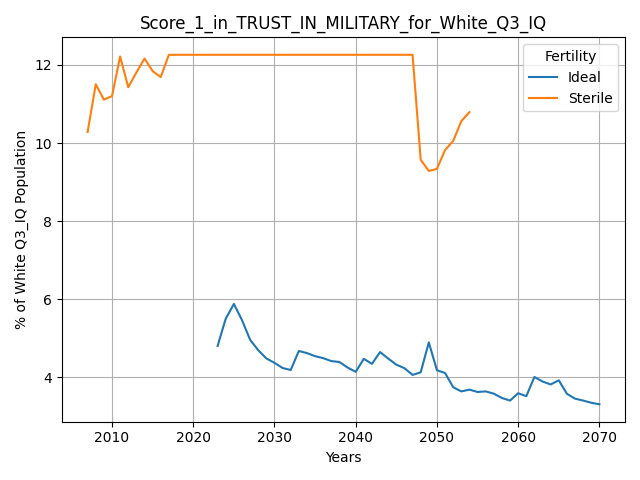 Score_1_in_TRUST_IN_MILITARY_for_White_Q3_IQ
Fertility
Ideal
Sterile
% of White Q3_IQ Population
12
10
8
6
4
2010 2020 2030 2040 2050 2060 2070
Years